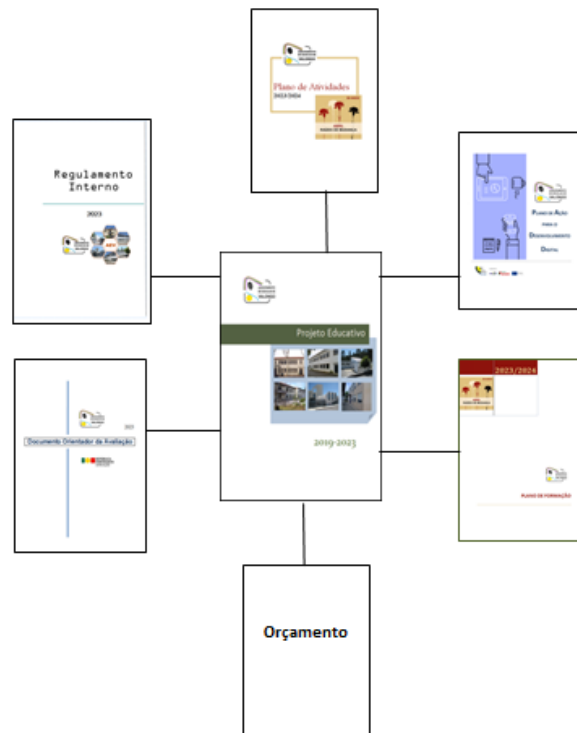 Plano de Atividades
2023/2024
Regulamento
Interno
2023
PLANO DE AÇÃO
PARA O
DESENVOLVIMENTO
DIGITAL
Projeto Educativo
2019-2023
2023
Documento Orientador da Avaliação
2023/2024
PLANO DE FORMAÇÃO
Orçamento